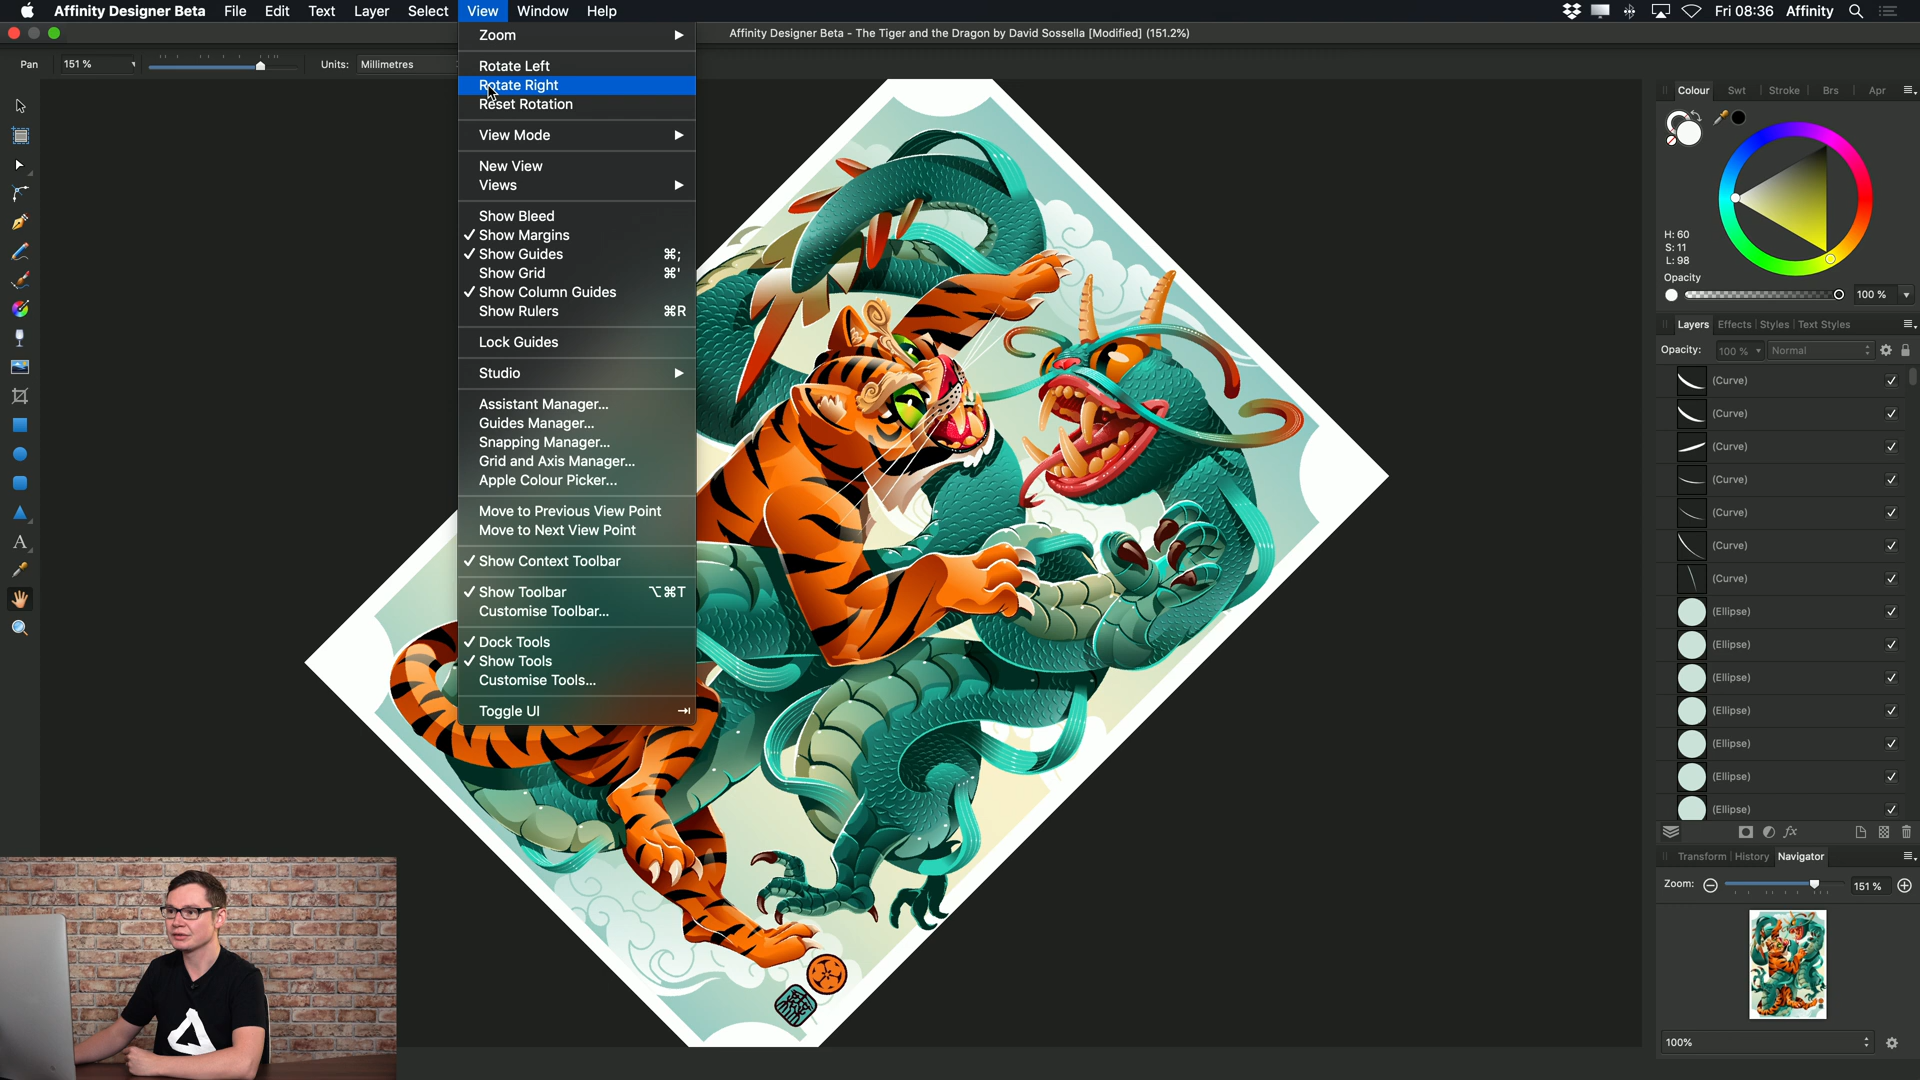 Affinity Designer Beta File Edit Text Layer Select View Window Help Fri 08:36 Affinity
Affinity Designer Beta - The Tiger and the Dragon by David Sossella [Modified] (151.2%)
Pan 151 % Units: Millimetres
Zoom
Rotate Left
Rotate Right
Reset Rotation
View Mode
New View
Views
Show Bleed
✓ Show Margins
✓ Show Guides ⌘;
Show Grid ⌘'
✓ Show Column Guides
Show Rulers ⌘R
Lock Guides
Studio
Assistant Manager...
Guides Manager...
Snapping Manager...
Grid and Axis Manager...
Apple Colour Picker...
Move to Previous View Point
Move to Next View Point
✓ Show Context Toolbar
✓ Show Toolbar ⌥⌘T
Customise Toolbar...
✓ Dock Tools
✓ Show Tools
Customise Tools...
Toggle UI
Colour Swt Stroke Brs Apr
H: 60
S: 11
L: 98
Opacity
100 %
Layers Effects Styles Text Styles
Opacity: 100 % Normal
(Curve)
(Curve)
(Curve)
(Curve)
(Curve)
(Curve)
(Curve)
(Ellipse)
(Ellipse)
(Ellipse)
(Ellipse)
(Ellipse)
(Ellipse)
(Ellipse)
fx
Transform History Navigator
Zoom: 151 %
100%